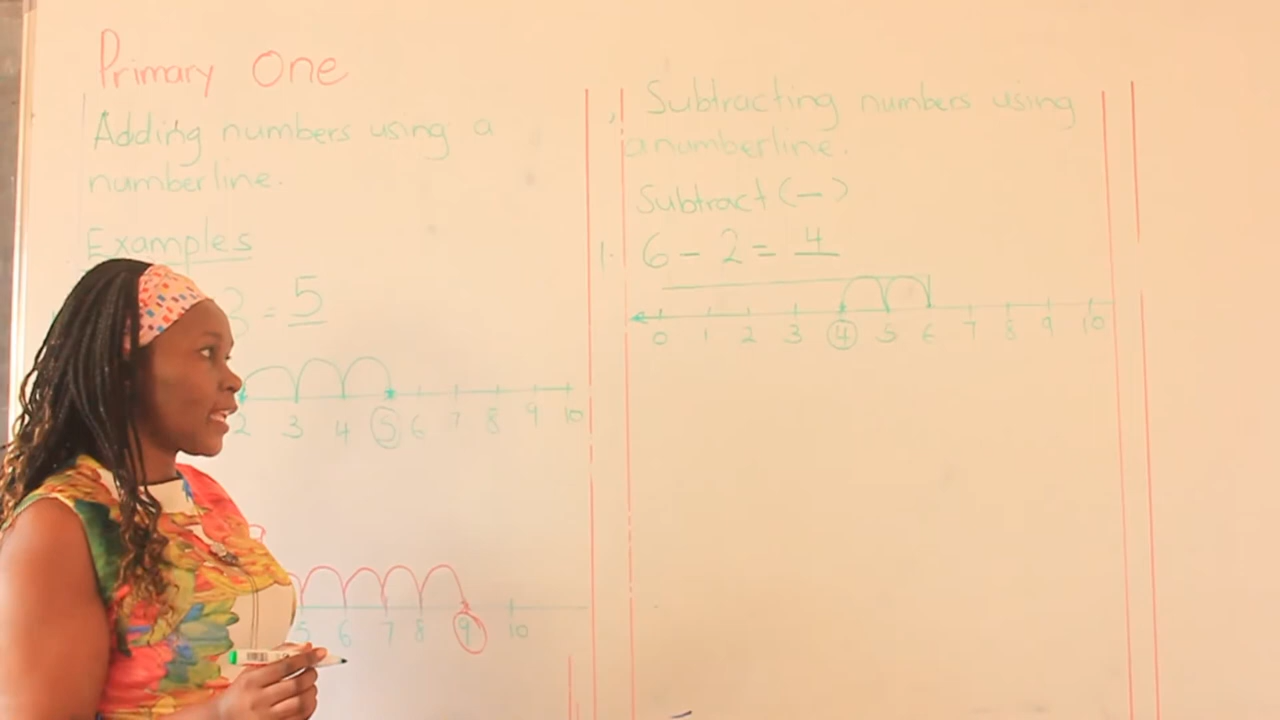 Primary One
Adding numbers using a
number line.
Examples
3 = 5
2 3 4 5 6 7 8 9 10
5 6 7 8 9 10
Subtracting numbers using
a numberline.
Subtract (-)
1. 6 - 2 = 4
0 1 2 3 4 5 6 7 8 9 10